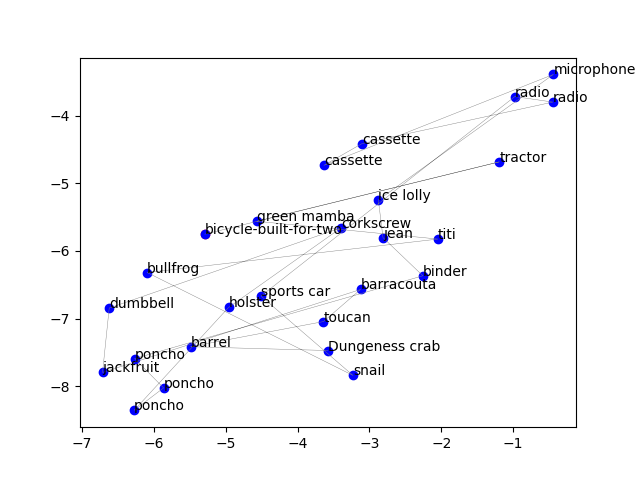 microphone
radio
radio
−4
cassette
cassette
tractor
−5
ice lolly
green mamba
corkscrew
bicycle-built-for-two
jean
titi
−6
bullfrog
binder
barracouta
sports car
dumbbell
holster
−7
toucan
barrel
Dungeness crab
poncho
jackfruit
snail
−8
poncho
poncho
−7 −6 −5 −4 −3 −2 −1